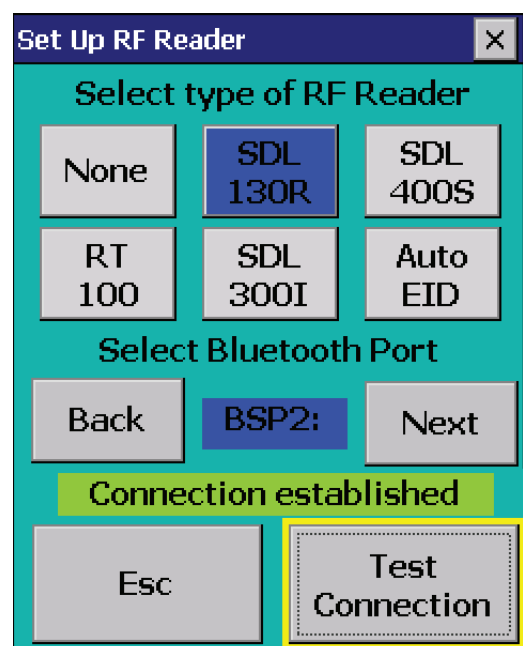 Set Up RF Reader
Select type of RF Reader
None
SDL
130R
SDL
400S
RT
100
SDL
300I
Auto
EID
Select Bluetooth Port
Back
BSP2:
Next
Connection established
Esc
Test
Connection